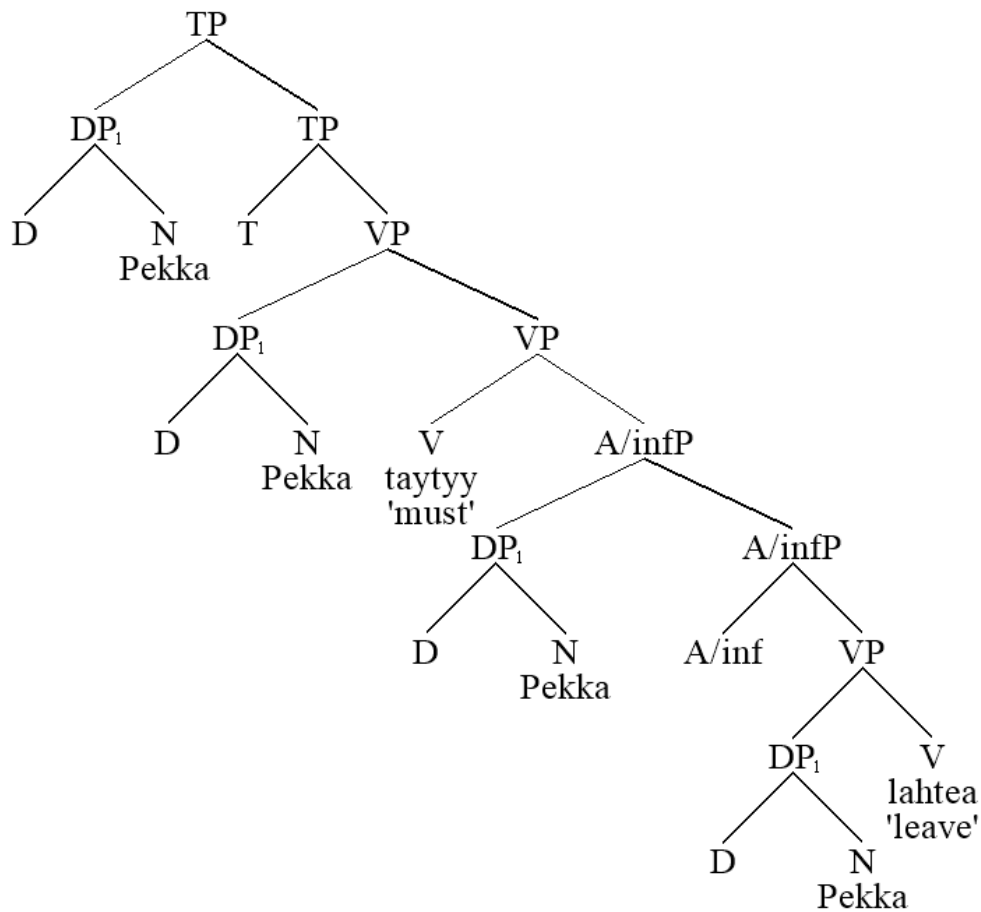 TP
DP₁ TP
D N T VP
Pekka
DP₁ VP
D N V A/infP
Pekka taytyy
'must'
DP₁ A/infP
D N A/inf VP
Pekka
DP₁ V
lahtea
'leave'
D N
Pekka